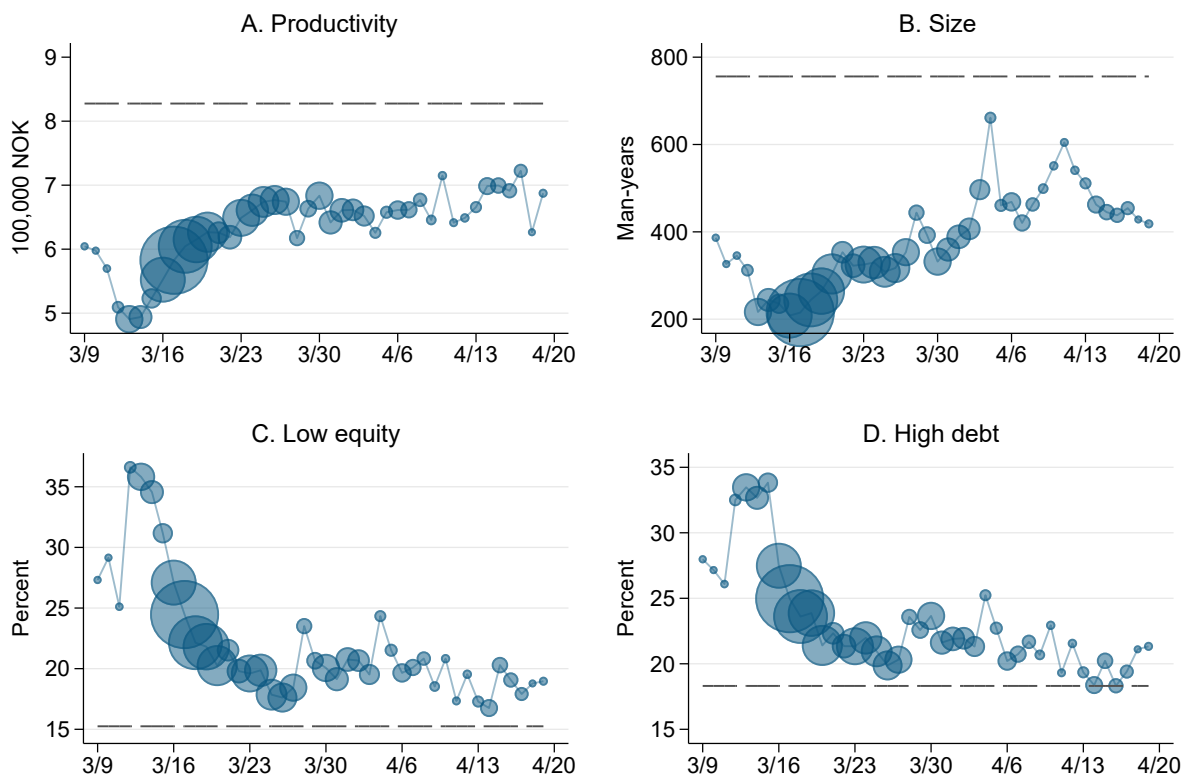 A. Productivity
100,000 NOK
9
8
7
6
5
3/9 3/16 3/23 3/30 4/6 4/13 4/20
B. Size
Man-years
800
600
400
200
3/9 3/16 3/23 3/30 4/6 4/13 4/20
C. Low equity
Percent
35
30
25
20
15
3/9 3/16 3/23 3/30 4/6 4/13 4/20
D. High debt
Percent
35
30
25
20
15
3/9 3/16 3/23 3/30 4/6 4/13 4/20